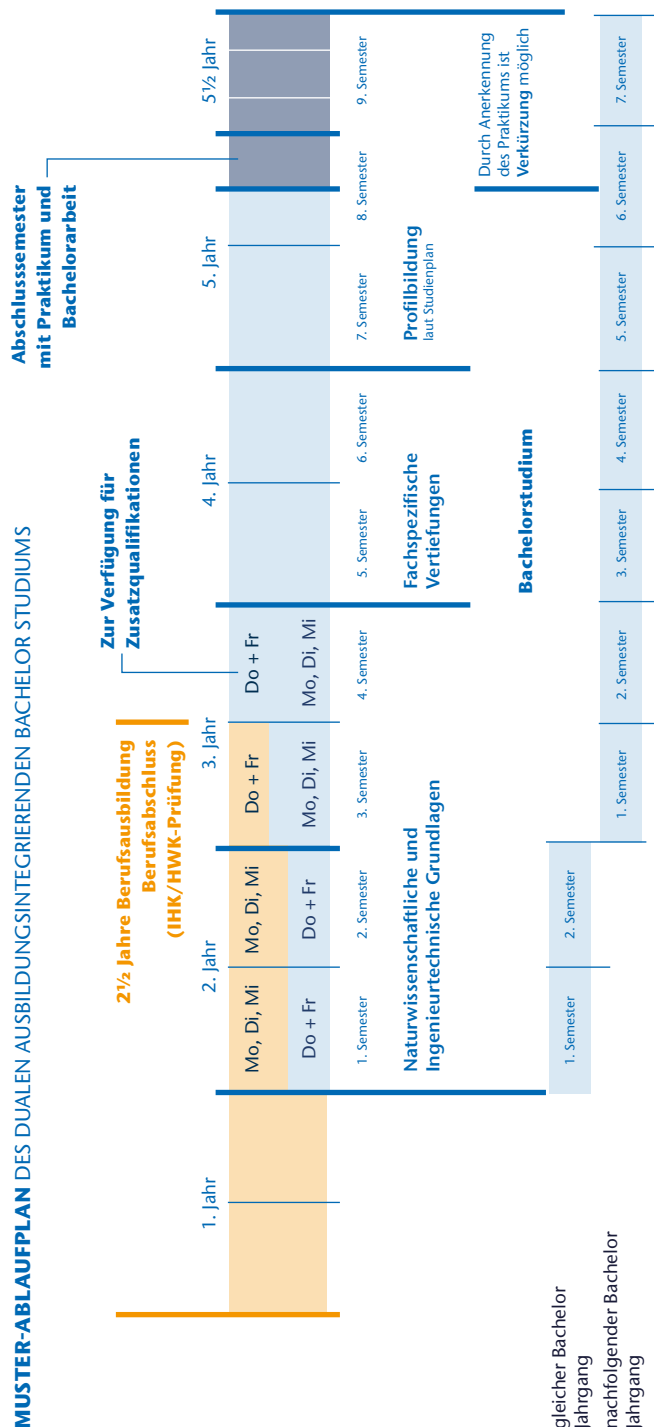 MUSTER-ABLAUFPLAN DES DUALEN AUSBILDUNGSINTEGRIERENDEN BACHELOR STUDIUMS
2½ Jahre Berufsausbildung
Berufsabschluss
(IHK/HWK-Prüfung)
Zur Verfügung für
Zusatzqualifikationen
Abschlusssemester
mit Praktikum und
Bachelorarbeit
1. Jahr
2. Jahr
3. Jahr
4. Jahr
5. Jahr
5½ Jahr
Mo, Di, Mi
Mo, Di, Mi
Do + Fr
Do + Fr
Do + Fr
Do + Fr
Mo, Di, Mi
Mo, Di, Mi
1. Semester
2. Semester
3. Semester
4. Semester
5. Semester
6. Semester
7. Semester
8. Semester
9. Semester
Naturwissenschaftliche und
Ingenieurtechnische Grundlagen
Fachspezifische
Vertiefungen
Profilbildung
laut Studienplan
Durch Anerkennung
des Praktikums ist
Verkürzung möglich
Bachelorstudium
gleicher Bachelor
Jahrgang
1. Semester
2. Semester
nachfolgender Bachelor
Jahrgang
1. Semester
2. Semester
3. Semester
4. Semester
5. Semester
6. Semester
7. Semester